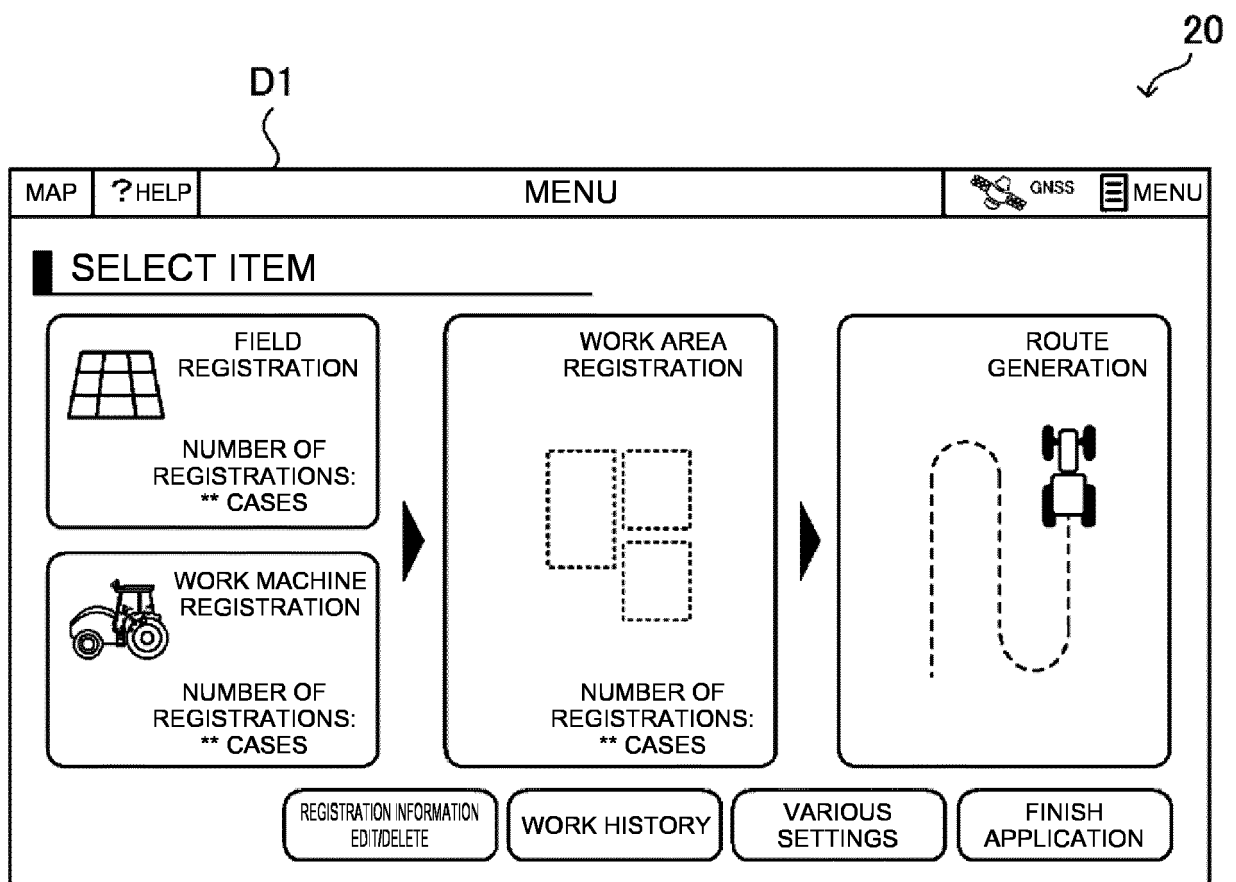 20
D1
MAP
?HELP
MENU
GNSS
MENU
SELECT ITEM
FIELD
REGISTRATION
NUMBER OF
REGISTRATIONS:
** CASES
WORK MACHINE
REGISTRATION
NUMBER OF
REGISTRATIONS:
** CASES
WORK AREA
REGISTRATION
NUMBER OF
REGISTRATIONS:
** CASES
ROUTE
GENERATION
REGISTRATION INFORMATION
EDIT/DELETE
WORK HISTORY
VARIOUS
SETTINGS
FINISH
APPLICATION